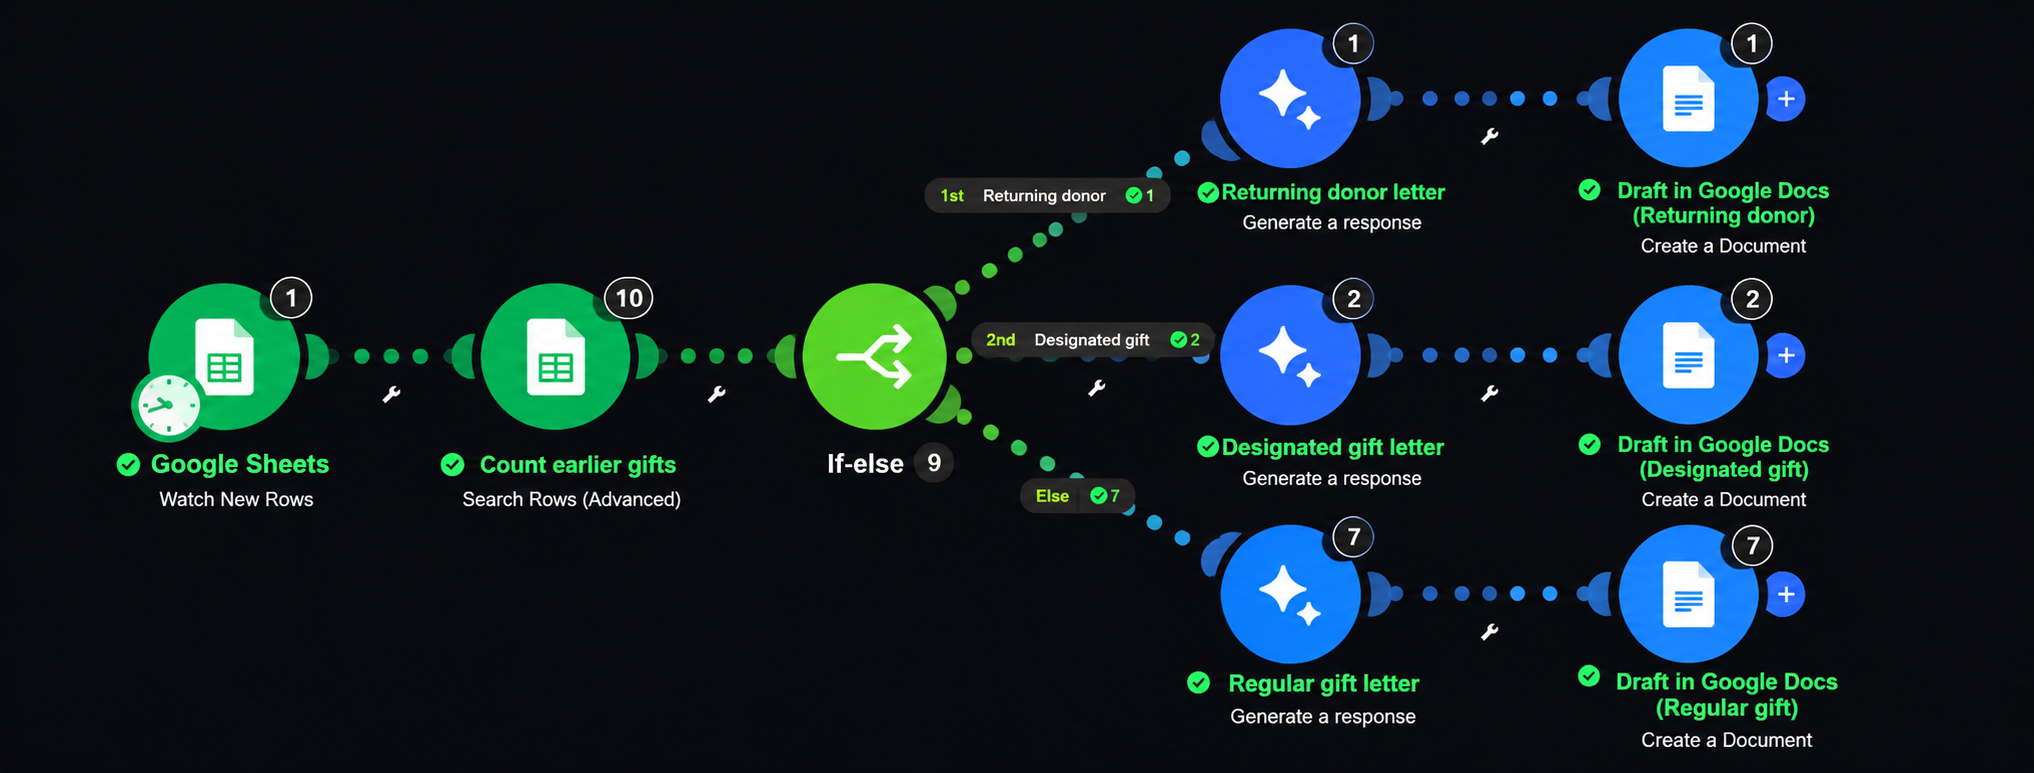 1
Google Sheets
Watch New Rows
10
Count earlier gifts
Search Rows (Advanced)
If-else 9
1st Returning donor 1
2nd Designated gift 2
Else 7
1
Returning donor letter
Generate a response
1
Draft in Google Docs
(Returning donor)
Create a Document
2
Designated gift letter
Generate a response
2
Draft in Google Docs
(Designated gift)
Create a Document
7
Regular gift letter
Generate a response
7
Draft in Google Docs
(Regular gift)
Create a Document